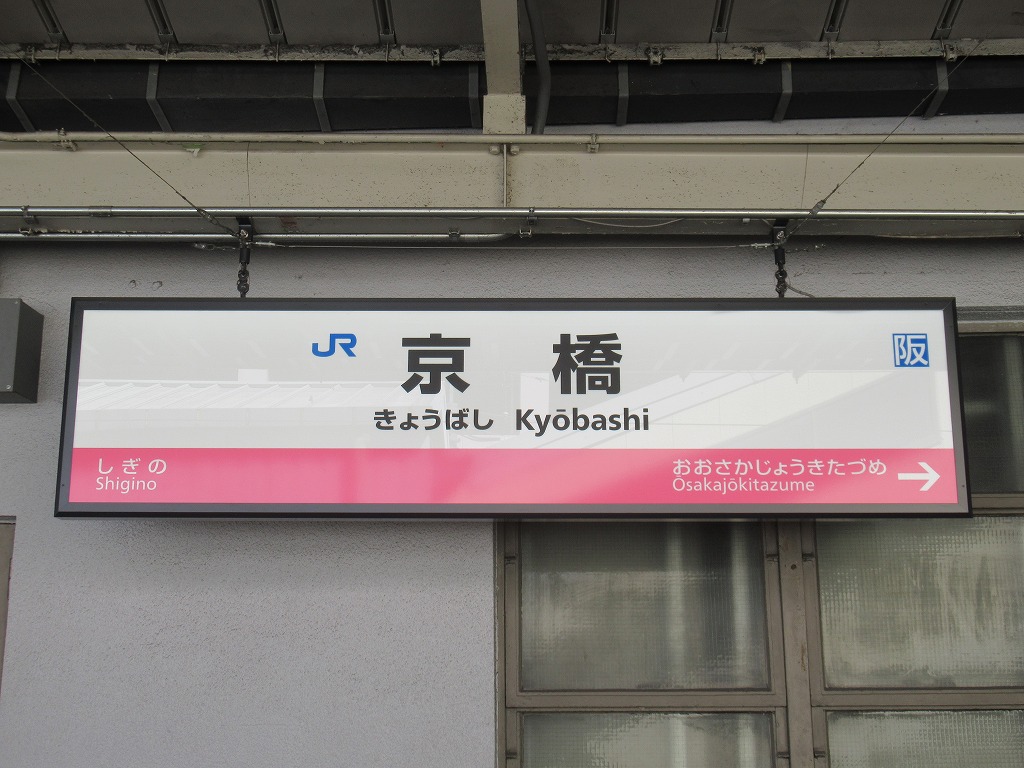 JR 京橋 阪
きょうばし Kyōbashi
しぎの
Shigino
おおさかじょうきたづめ
Ōsakajōkitazume